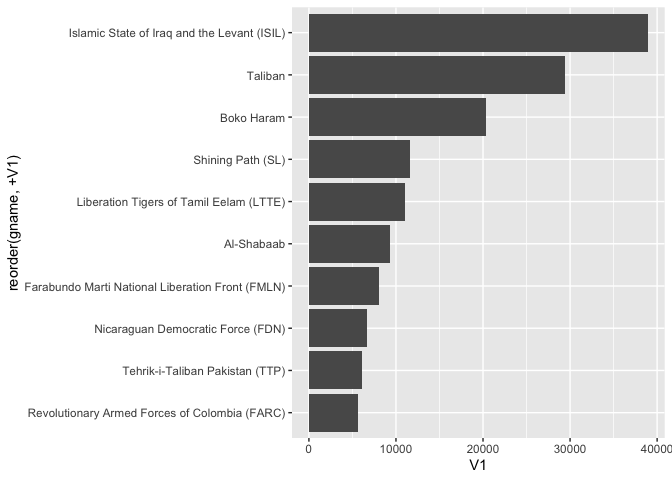 Islamic State of Iraq and the Levant (ISIL)
Taliban
Boko Haram
Shining Path (SL)
Liberation Tigers of Tamil Eelam (LTTE)
Al-Shabaab
Farabundo Marti National Liberation Front (FMLN)
Nicaraguan Democratic Force (FDN)
Tehrik-i-Taliban Pakistan (TTP)
Revolutionary Armed Forces of Colombia (FARC)
reorder(gname, +V1)
0 10000 20000 30000 40000
V1